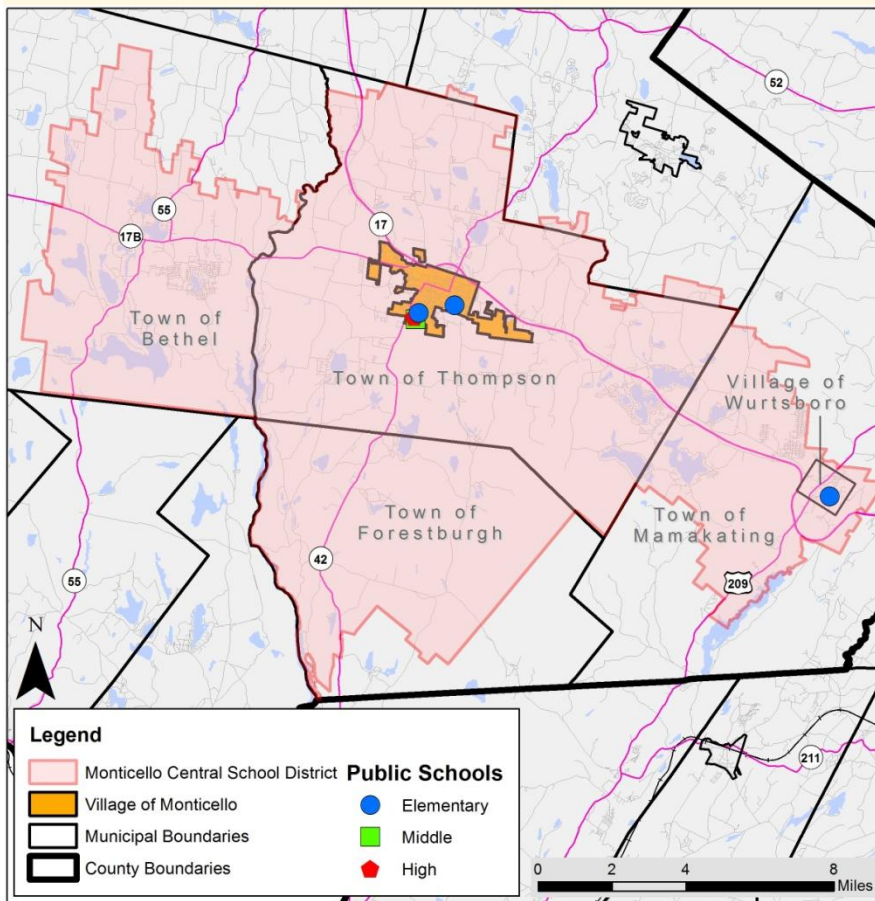 52
55
17B
17
Town of
Bethel
Town of Thompson
Village of
Wurtsboro
Town of
Forestburgh
Town of
Mamakating
42
209
55
N
211
Legend
Monticello Central School District
Village of Monticello
Municipal Boundaries
County Boundaries
Public Schools
Elementary
Middle
High
0 2 4 8
Miles